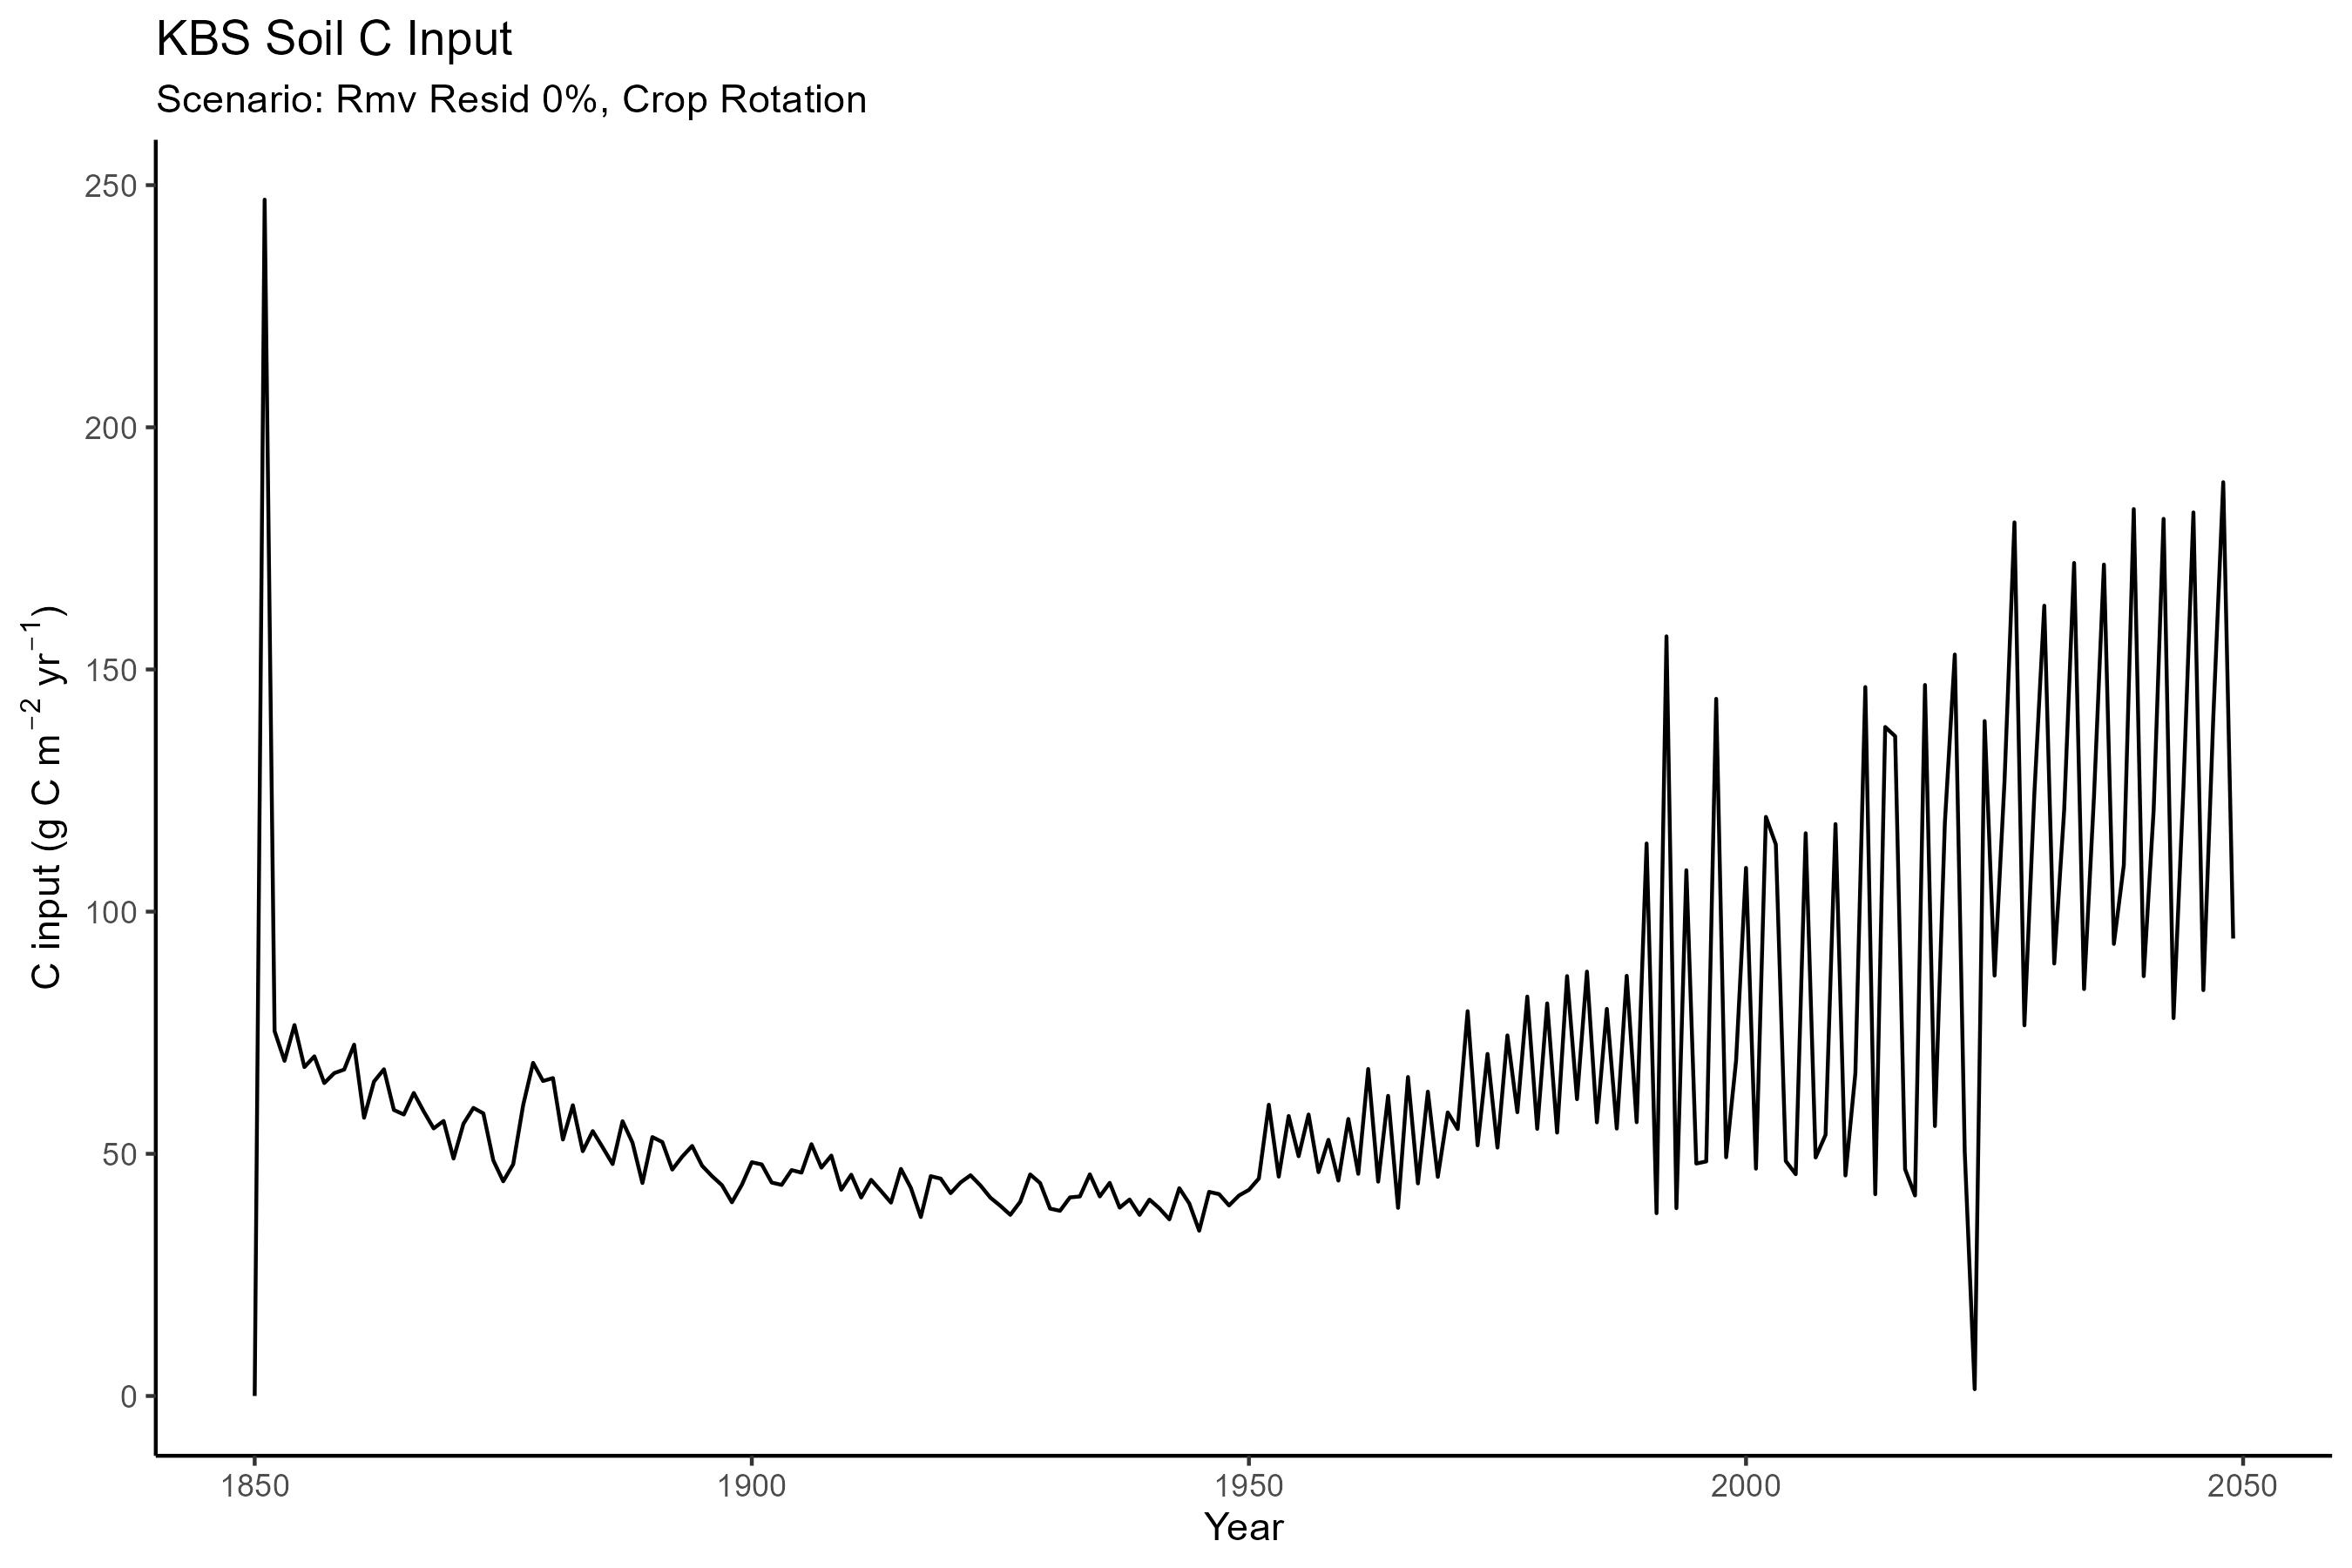 KBS Soil C Input
Scenario: Rmv Resid 0%, Crop Rotation
250
200
150
100
50
0
C input (g C m⁻² yr⁻¹)
1850 1900 1950 2000 2050
Year